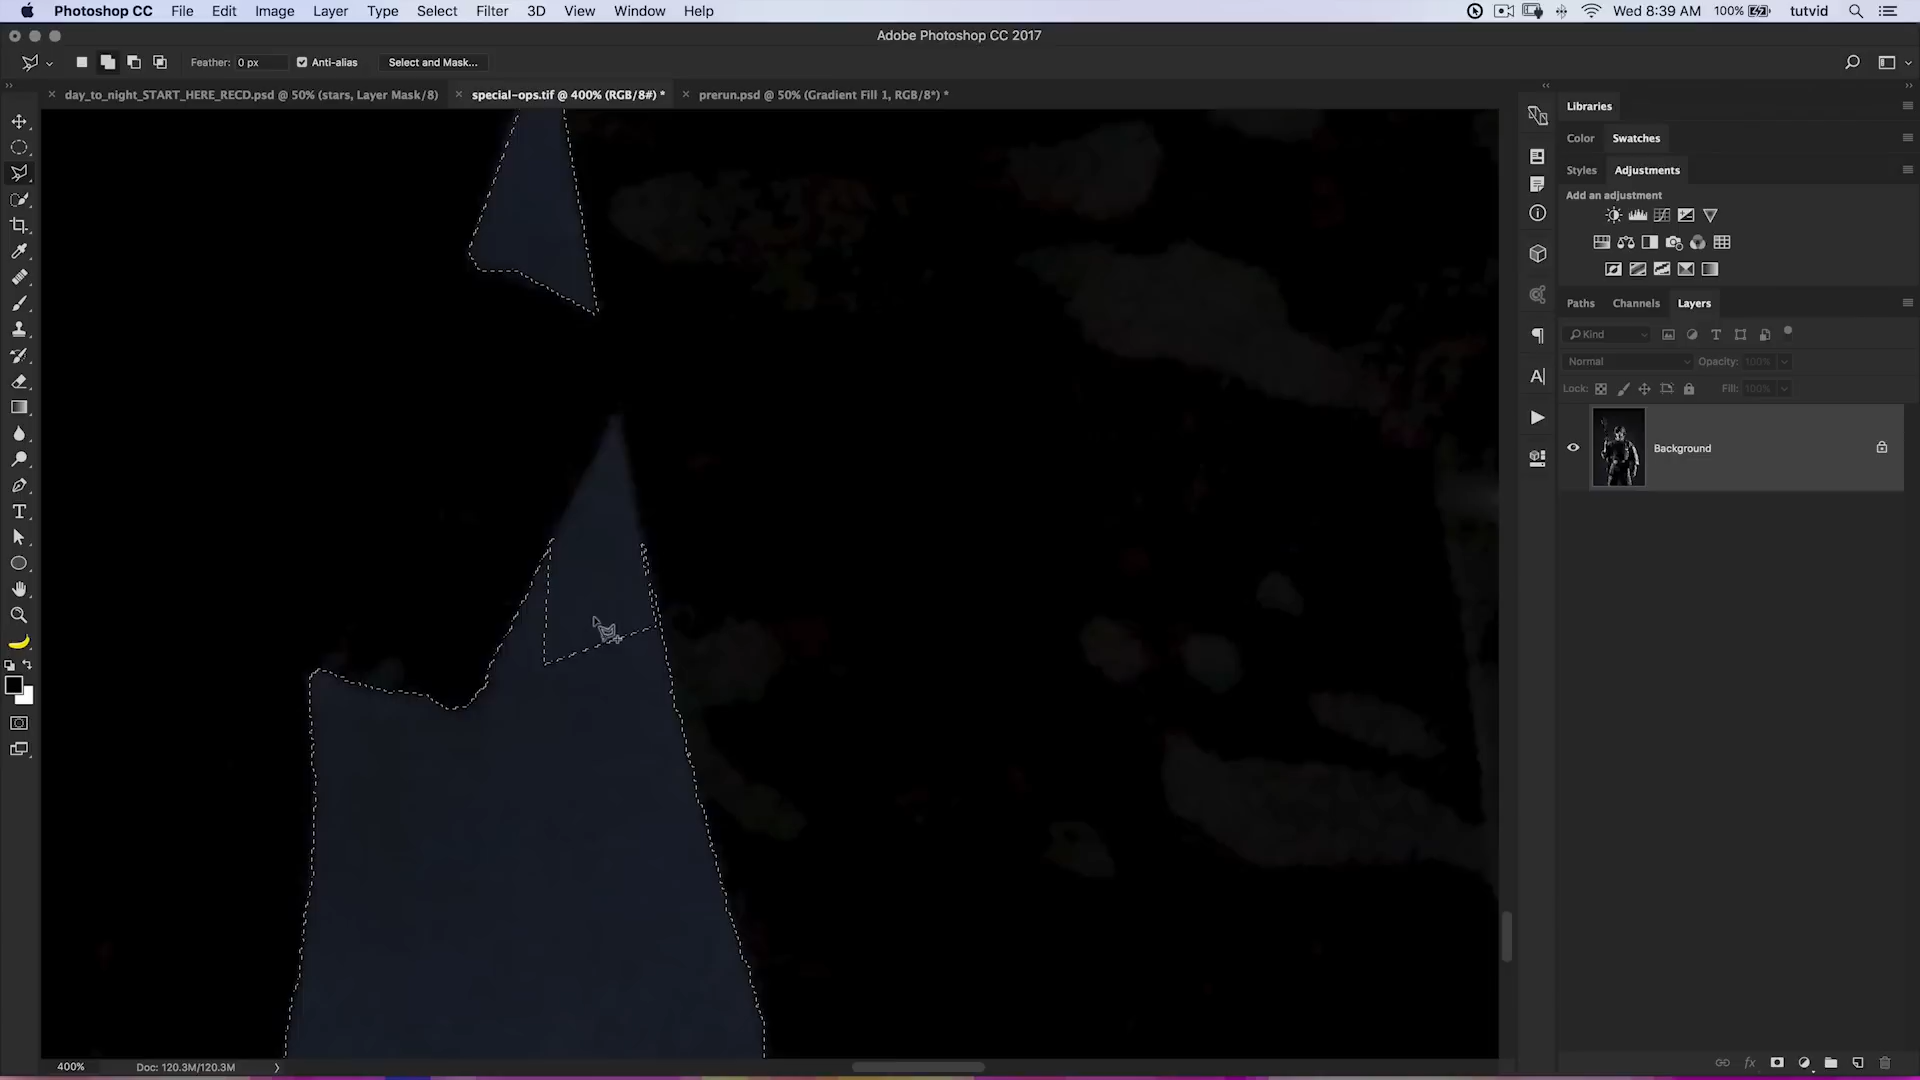 Photoshop CC File Edit Image Layer Type Select Filter 3D View Window Help Wed 8:39 AM 100% tutvid
Adobe Photoshop CC 2017
Feather: 0 px Anti-alias Select and Mask...
day_to_night_START_HERE_RECD.psd @ 50% (stars, Layer Mask/8) special-ops.tif @ 400% (RGB/8#) * prerun.psd @ 50% (Gradient Fill 1, RGB/8*) *
Libraries
Color Swatches
Styles Adjustments
Add an adjustment
Paths Channels Layers
Kind
Normal Opacity: 100%
Lock: Fill: 100%
Background
400% Doc: 120.3M/120.3M